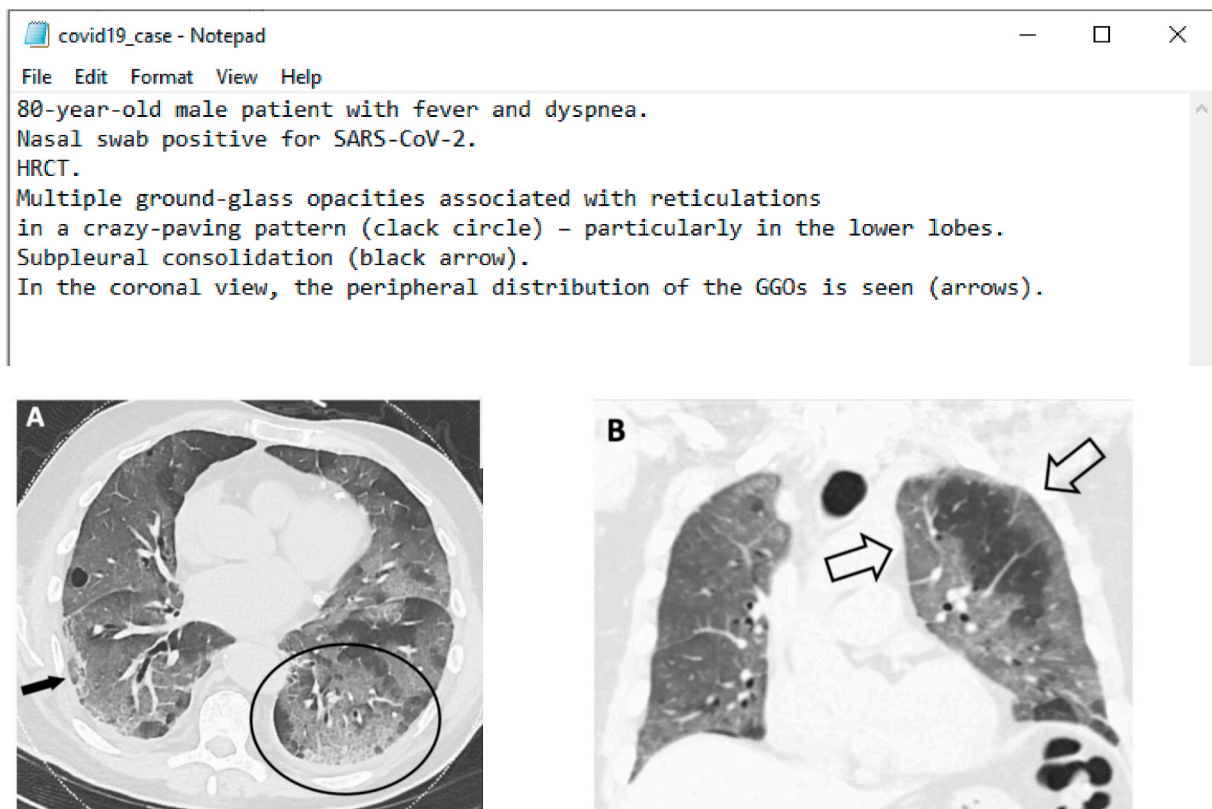 covid19_case - Notepad
File Edit Format View Help
80-year-old male patient with fever and dyspnea.
Nasal swab positive for SARS-CoV-2.
HRCT.
Multiple ground-glass opacities associated with reticulations
in a crazy-paving pattern (clack circle) – particularly in the lower lobes.
Subpleural consolidation (black arrow).
In the coronal view, the peripheral distribution of the GGOs is seen (arrows).
A
B